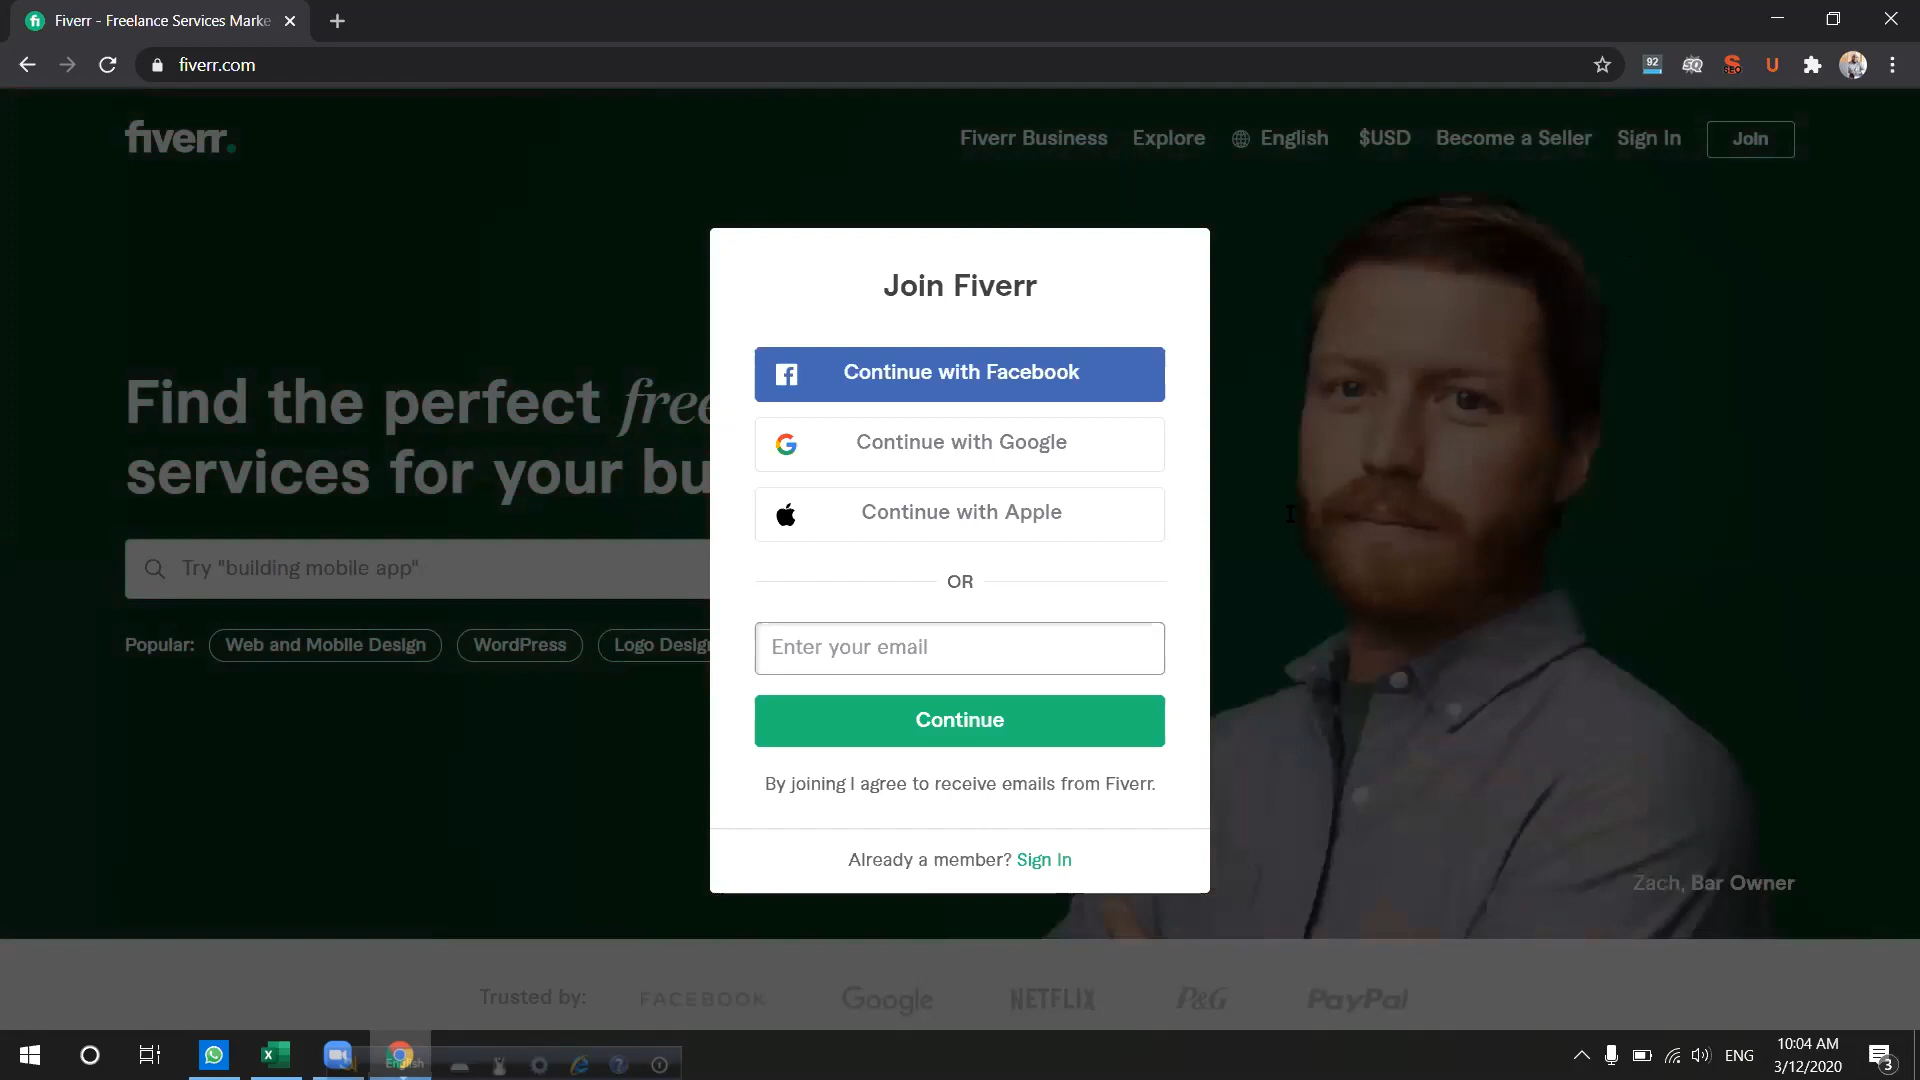 Fiverr - Freelance Services Marke
fiverr.com
92
SQ
SEO
U
fiverr.
Fiverr Business Explore English $USD Become a Seller Sign In Join
Join Fiverr
Continue with Facebook
Continue with Google
Continue with Apple
OR
Enter your email
Continue
By joining I agree to receive emails from Fiverr.
Already a member? Sign In
Find the perfect free
services for your bu
Try "building mobile app"
Popular: Web and Mobile Design WordPress Logo Desig
Zach, Bar Owner
Trusted by: FACEBOOK Google NETFLIX P&G PayPal
English
ENG
10:04 AM
3/12/2020
3